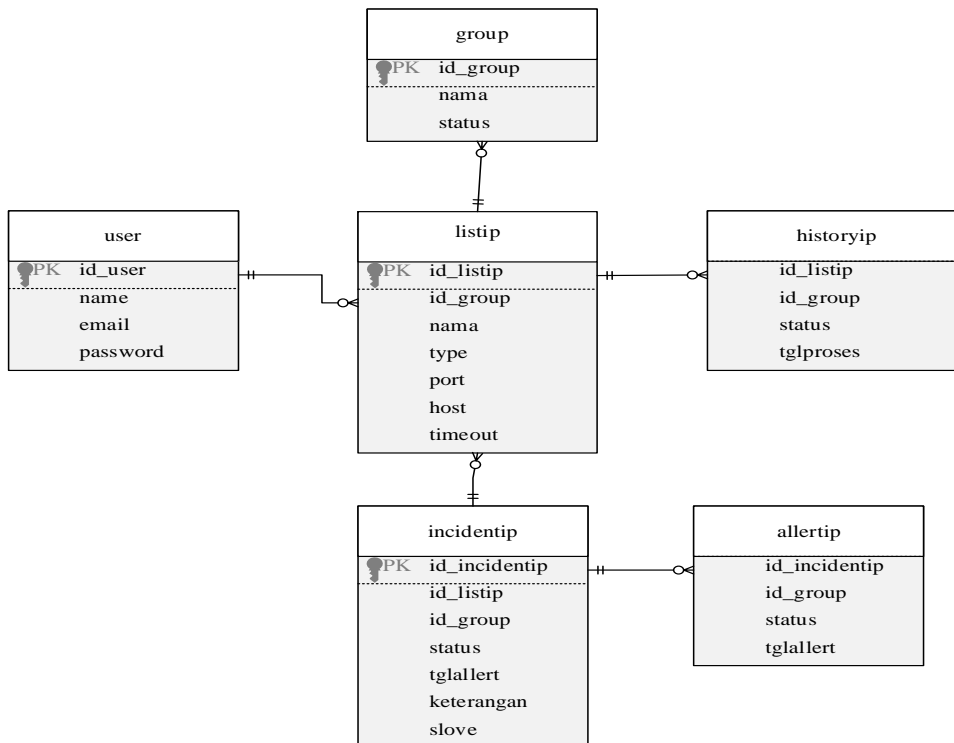 group
PK id_group
nama
status
user
PK id_user
name
email
password
listip
PK id_listip
id_group
nama
type
port
host
timeout
historyip
id_listip
id_group
status
tglproses
incidentip
PK id_incidentip
id_listip
id_group
status
tglallert
keterangan
slove
allertip
id_incidentip
id_group
status
tglallert